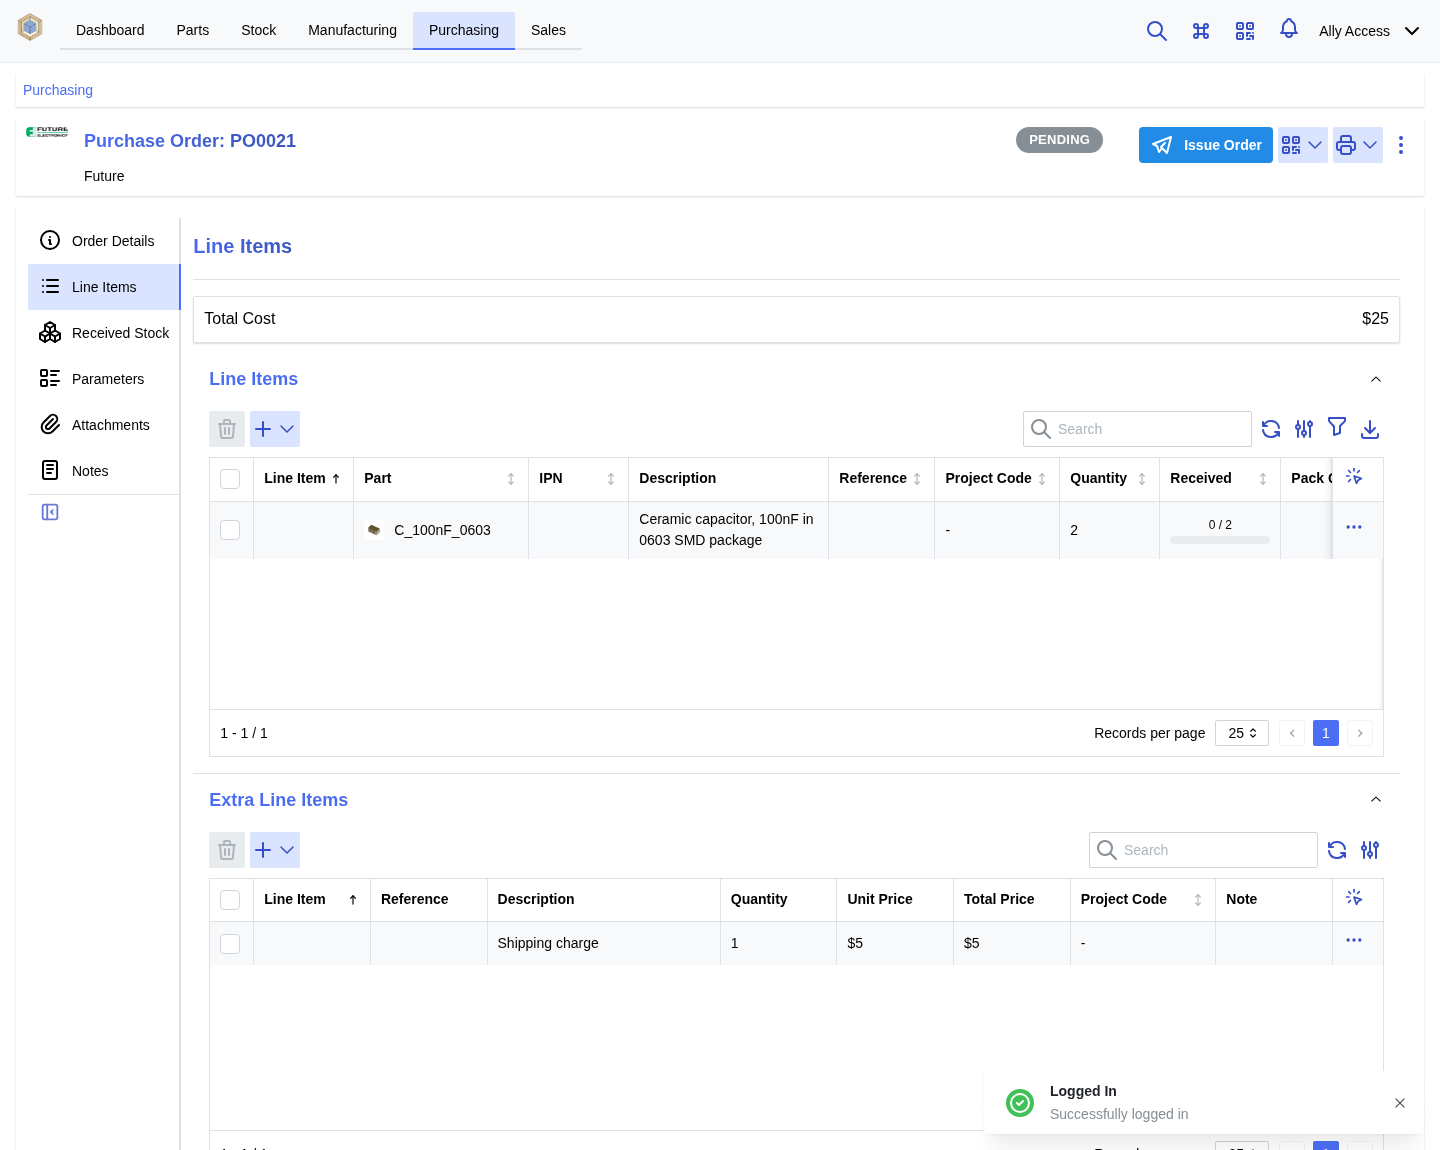 Dashboard Parts Stock Manufacturing Purchasing Sales Ally Access
Purchasing
FUTURE
ELECTRONICS
Purchase Order: PO0021
PENDING
Issue Order
Future
Order Details
Line Items
Received Stock
Parameters
Attachments
Notes
Line Items
Total Cost $25
Line Items
Search
Line Item Part IPN Description Reference Project Code Quantity Received Pack
C_100nF_0603 Ceramic capacitor, 100nF in 0603 SMD package - 2 0 / 2
1 - 1 / 1 Records per page 25 1
Extra Line Items
Search
Line Item Reference Description Quantity Unit Price Total Price Project Code Note
Shipping charge 1 $5 $5 -
Logged In
Successfully logged in